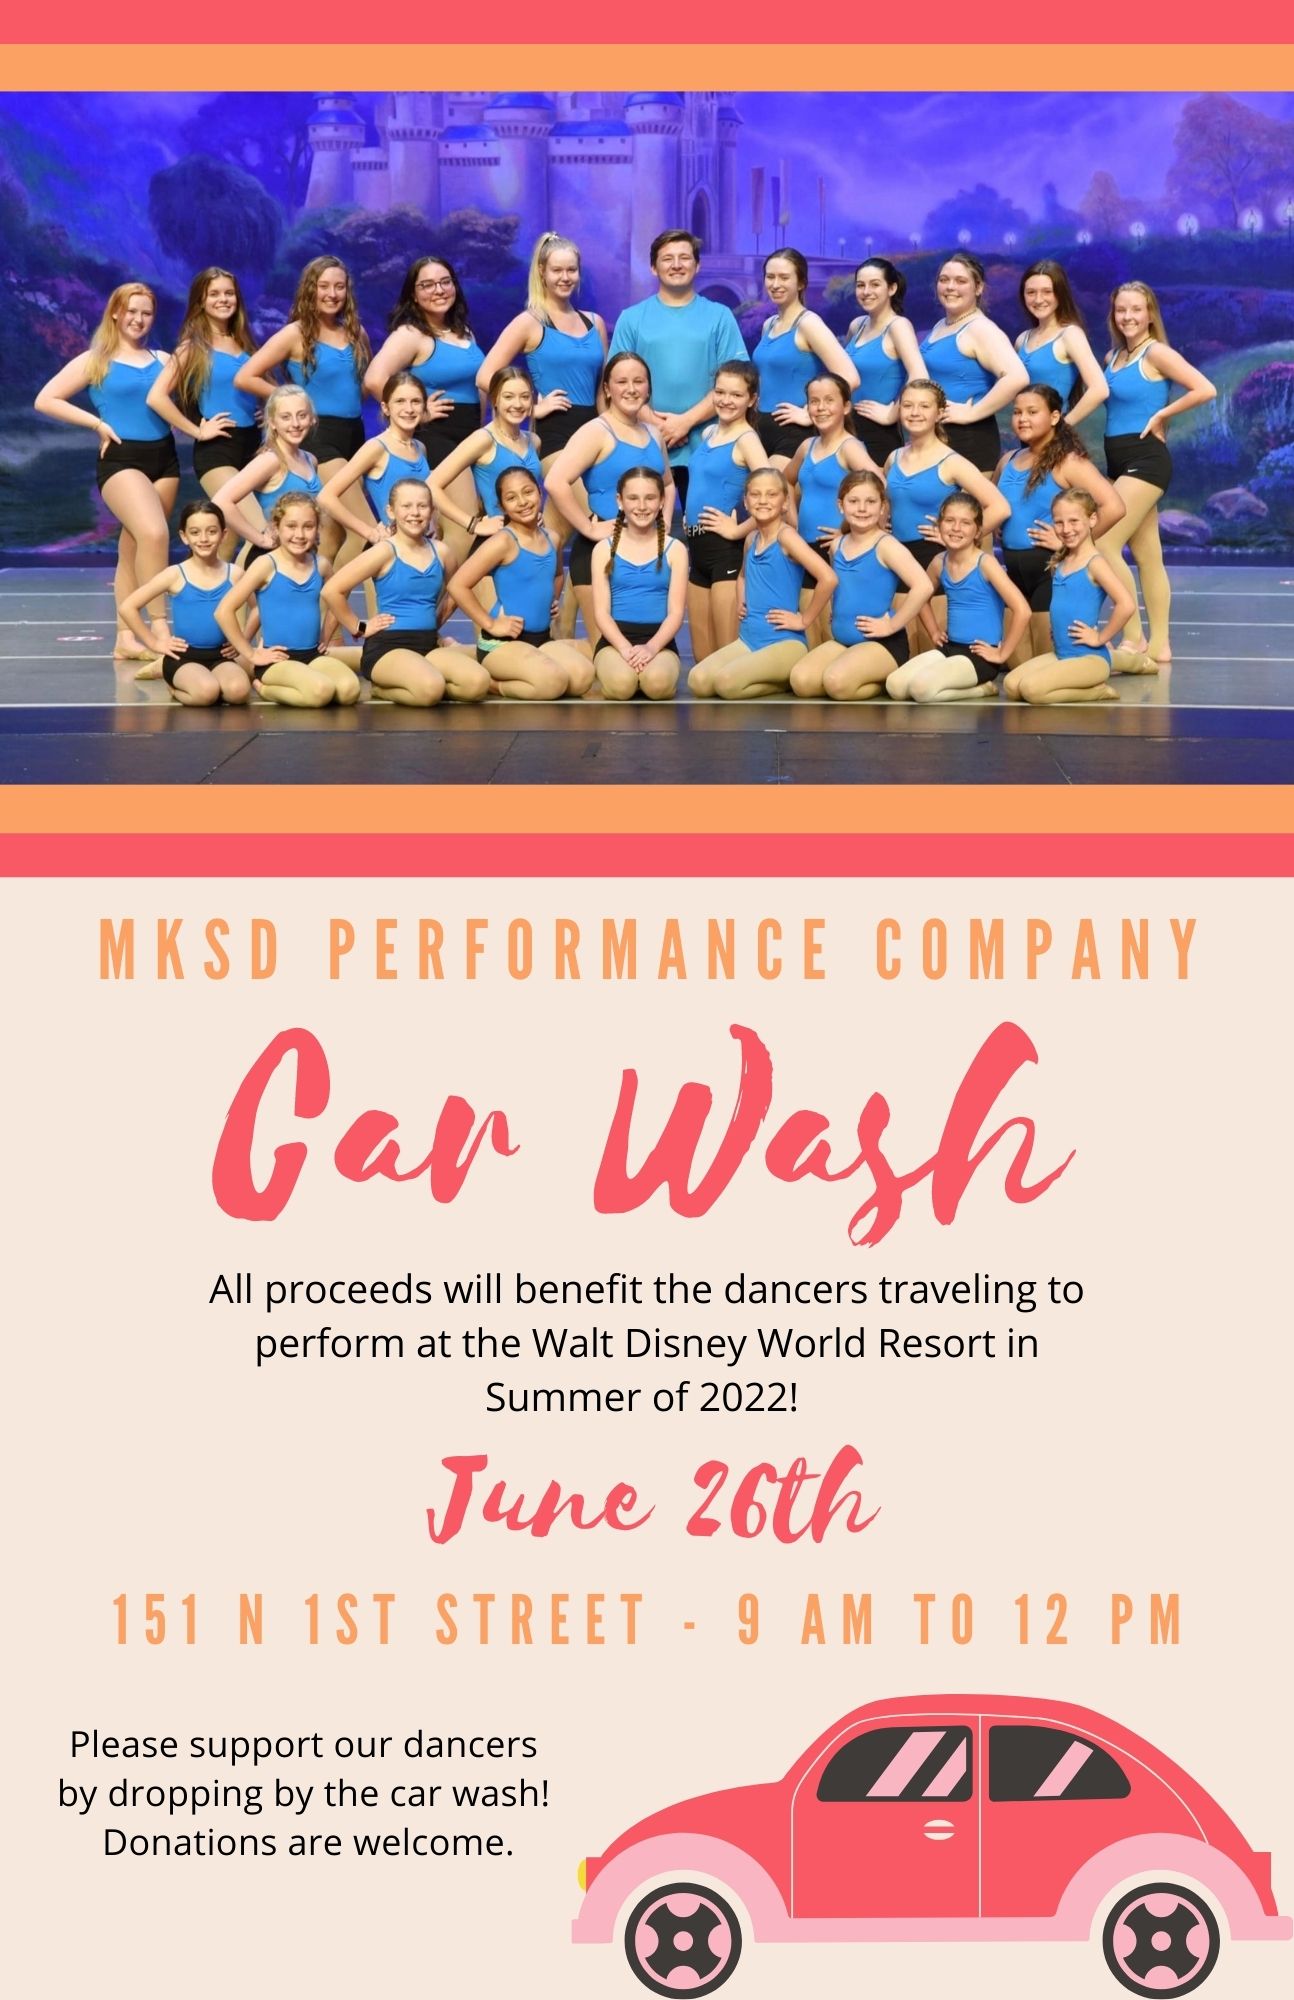 MKSD PERFORMANCE COMPANY
Car Wash
All proceeds will benefit the dancers traveling to
perform at the Walt Disney World Resort in
Summer of 2022!
June 26th
151 N 1ST STREET - 9 AM TO 12 PM
Please support our dancers
by dropping by the car wash!
Donations are welcome.